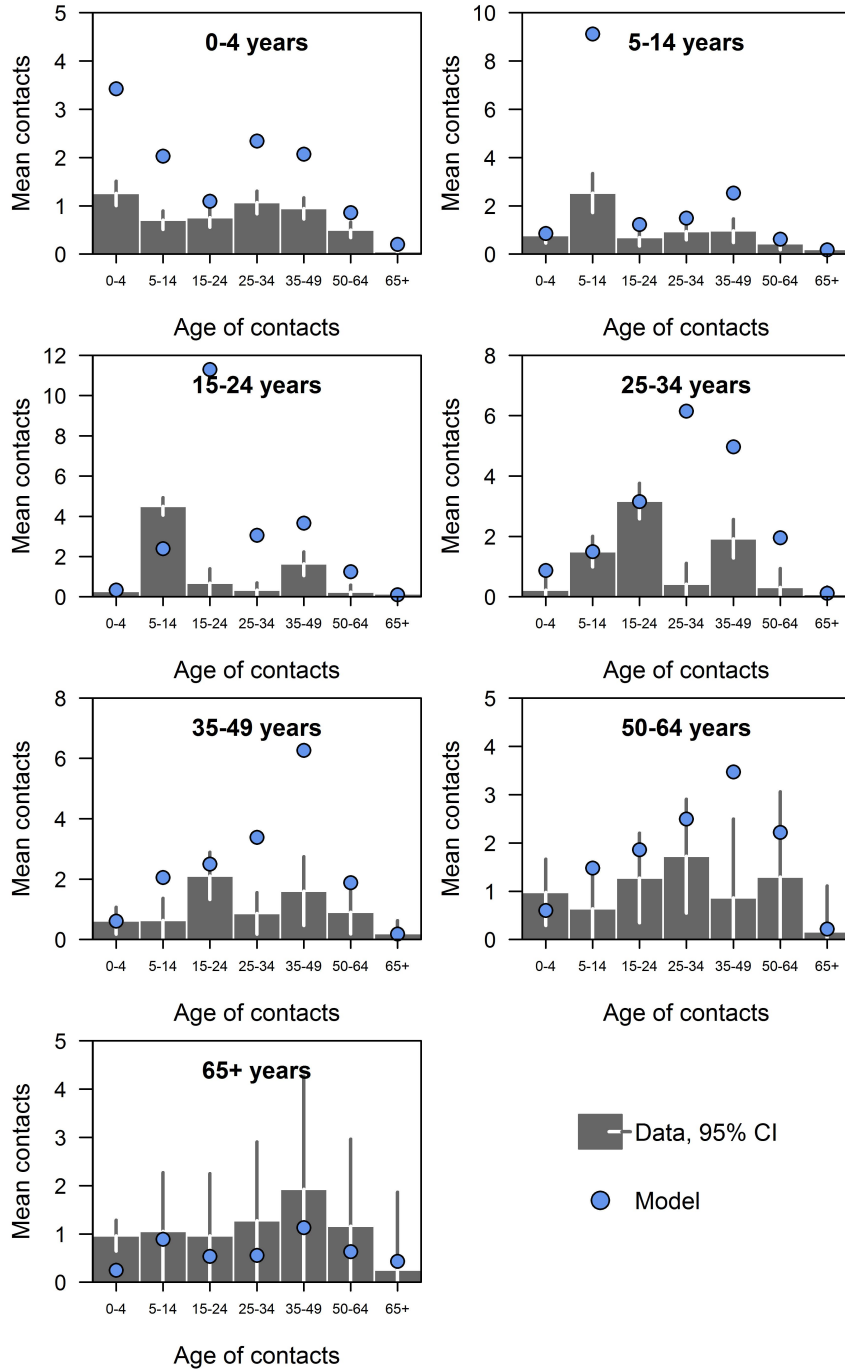 0-4 years
Mean contacts
5
4
3
2
1
0
0-4 5-14 15-24 25-34 35-49 50-64 65+
Age of contacts
5-14 years
Mean contacts
10
8
6
4
2
0
0-4 5-14 15-24 25-34 35-49 50-64 65+
Age of contacts
15-24 years
Mean contacts
12
10
8
6
4
2
0
0-4 5-14 15-24 25-34 35-49 50-64 65+
Age of contacts
25-34 years
Mean contacts
8
6
4
2
0
0-4 5-14 15-24 25-34 35-49 50-64 65+
Age of contacts
35-49 years
Mean contacts
8
6
4
2
0
0-4 5-14 15-24 25-34 35-49 50-64 65+
Age of contacts
50-64 years
Mean contacts
5
4
3
2
1
0
0-4 5-14 15-24 25-34 35-49 50-64 65+
Age of contacts
65+ years
Mean contacts
5
4
3
2
1
0
0-4 5-14 15-24 25-34 35-49 50-64 65+
Age of contacts
Data, 95% CI
Model